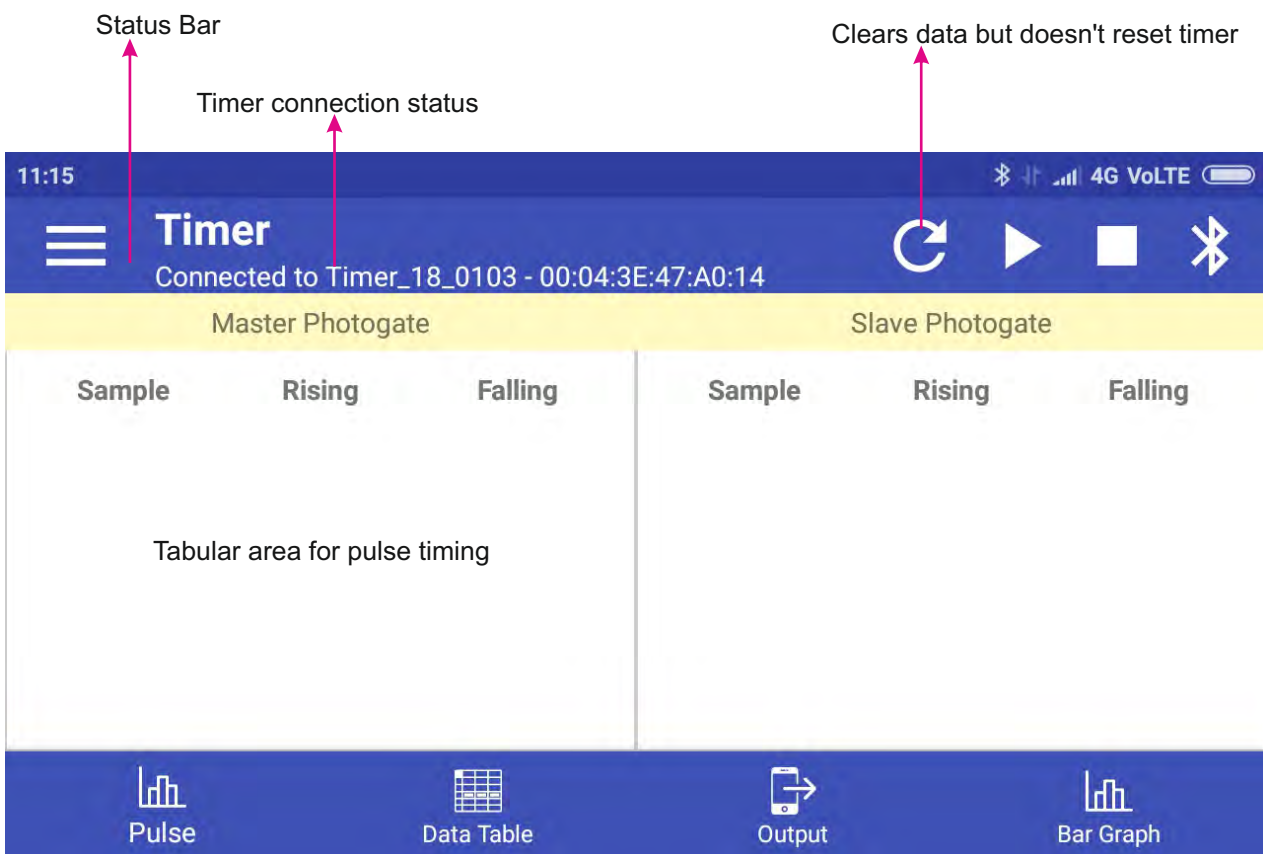 Status Bar
Clears data but doesn't reset timer
Timer connection status
11:15
4G VoLTE
Timer
Connected to Timer_18_0103 - 00:04:3E:47:A0:14
Master Photogate
Slave Photogate
Sample Rising Falling
Sample Rising Falling
Tabular area for pulse timing
Pulse
Data Table
Output
Bar Graph